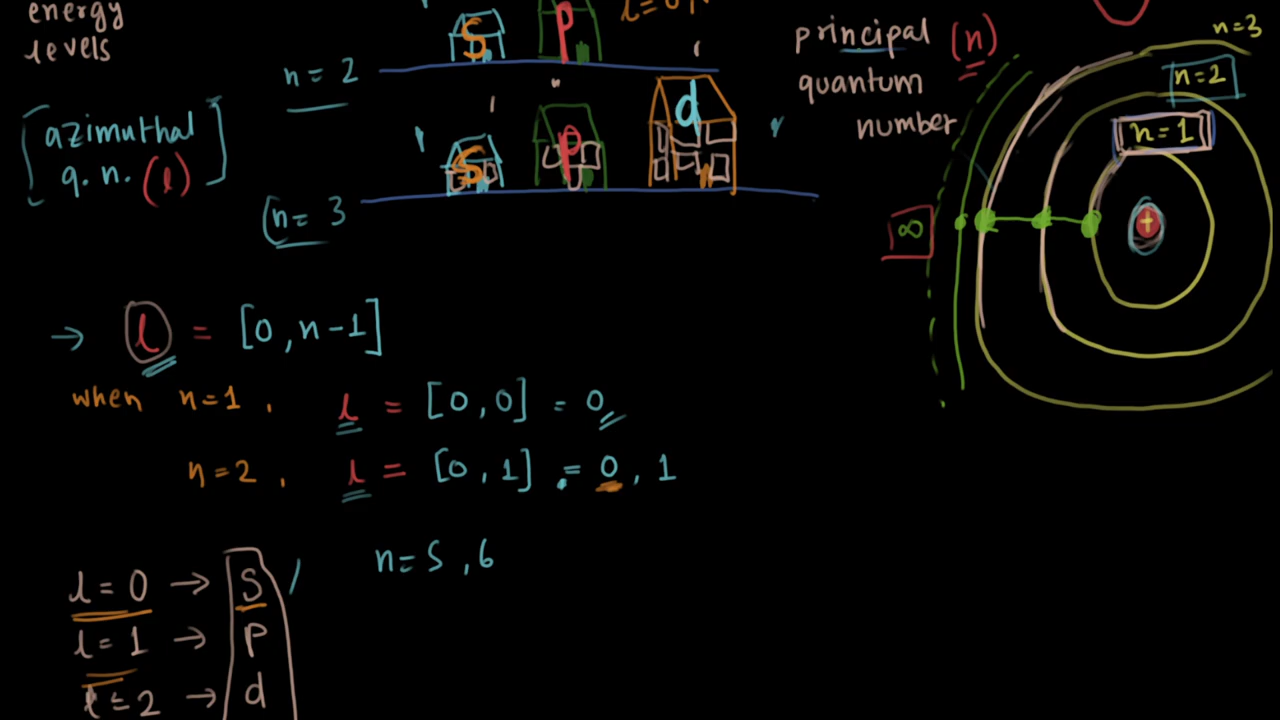 energy
levels
n = 2
S
p
[azimuthal
q. n. (l)]
S
p
d
n = 3
principal (n)
quantum
number
n=3
n=2
n=1
+
∞
→ l = [0, n-1]
when n=1, l = [0, 0] = 0
n=2, l = [0, 1] = 0, 1
n= 5, 6
l = 0 → S
l = 1 → p
l = 2 → d